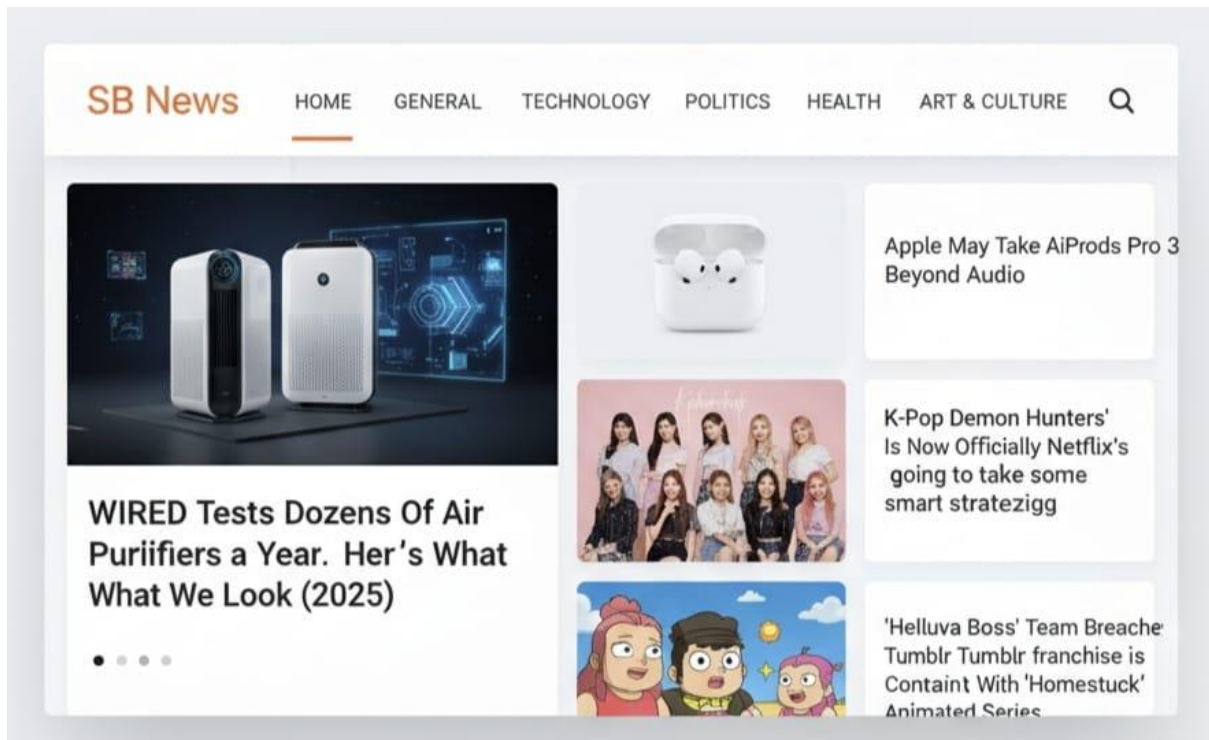 SB News
HOME GENERAL TECHNOLOGY POLITICS HEALTH ART & CULTURE
WIRED Tests Dozens Of Air
Puriifiers a Year. Her's What
What We Look (2025)
Apple May Take AiProds Pro 3
Beyond Audio
K-Pop Demon Hunters'
Is Now Officially Netflix's
going to take some
smart stratezigg
'Helluva Boss' Team Breache
Tumblr Tumblr franchise is
Containt With 'Homestuck'
Animated Series